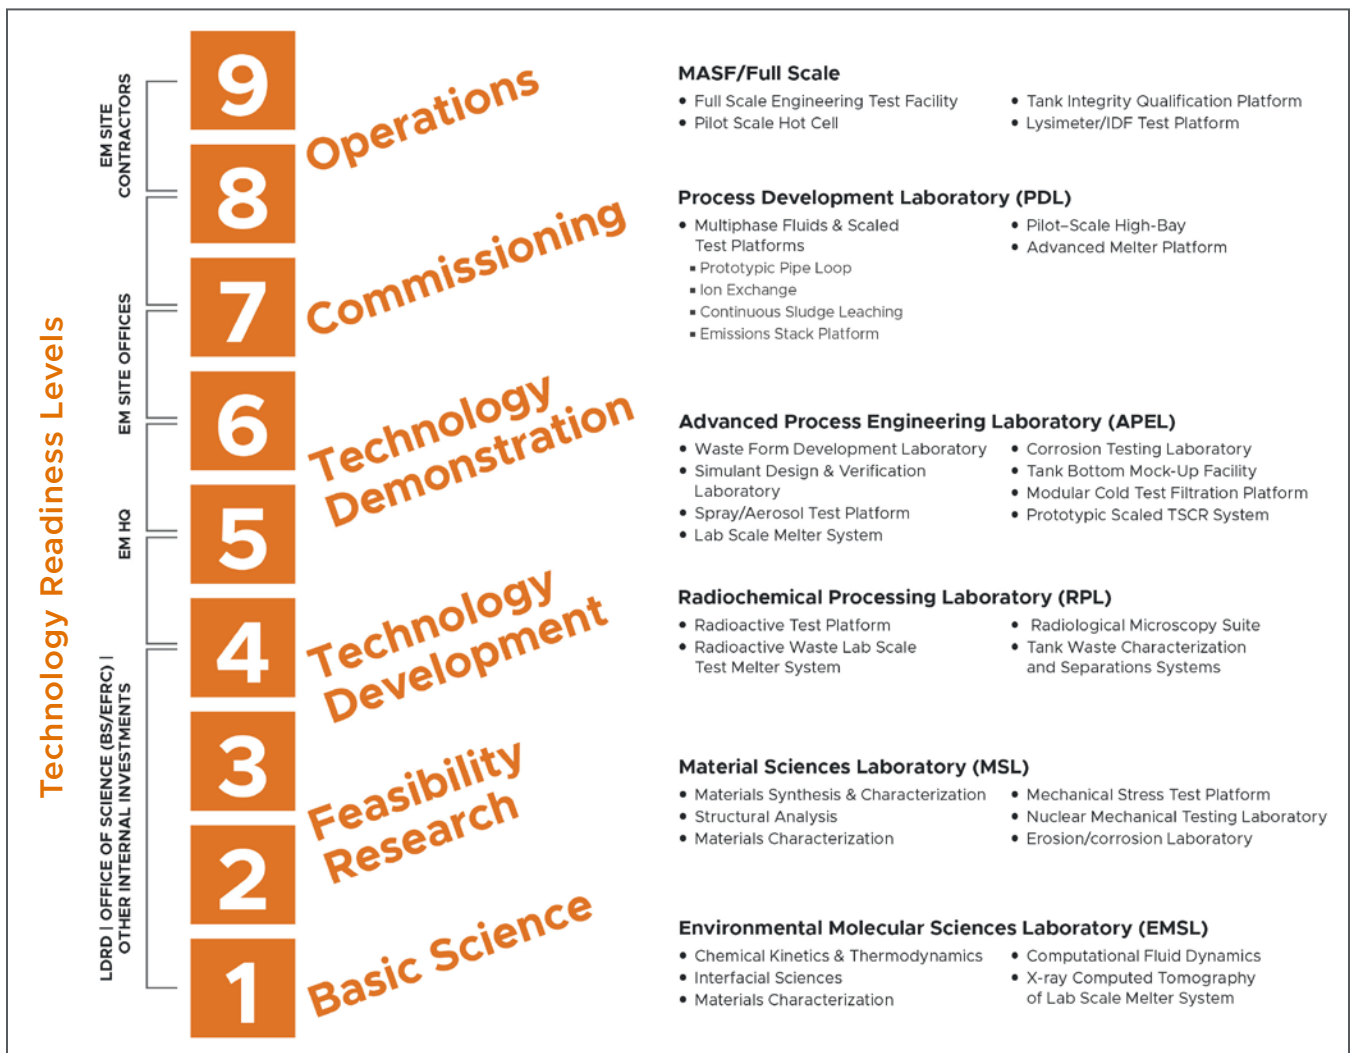 Technology Readiness Levels
EM SITE
CONTRACTORS
EM SITE OFFICES
EM HQ
LDRD | OFFICE OF SCIENCE (BS/EFRC) |
OTHER INTERNAL INVESTMENTS
9
8
7
6
5
4
3
2
1
Operations
Commissioning
Technology
Demonstration
Technology
Development
Feasibility
Research
Basic Science
MASF/Full Scale
• Full Scale Engineering Test Facility
• Pilot Scale Hot Cell
• Tank Integrity Qualification Platform
• Lysimeter/IDF Test Platform
Process Development Laboratory (PDL)
• Multiphase Fluids & Scaled
Test Platforms
▪ Prototypic Pipe Loop
▪ Ion Exchange
▪ Continuous Sludge Leaching
▪ Emissions Stack Platform
• Pilot–Scale High-Bay
• Advanced Melter Platform
Advanced Process Engineering Laboratory (APEL)
• Waste Form Development Laboratory
• Simulant Design & Verification
Laboratory
• Spray/Aerosol Test Platform
• Lab Scale Melter System
• Corrosion Testing Laboratory
• Tank Bottom Mock-Up Facility
• Modular Cold Test Filtration Platform
• Prototypic Scaled TSCR System
Radiochemical Processing Laboratory (RPL)
• Radioactive Test Platform
• Radioactive Waste Lab Scale
Test Melter System
• Radiological Microscopy Suite
• Tank Waste Characterization
and Separations Systems
Material Sciences Laboratory (MSL)
• Materials Synthesis & Characterization
• Structural Analysis
• Materials Characterization
• Mechanical Stress Test Platform
• Nuclear Mechanical Testing Laboratory
• Erosion/corrosion Laboratory
Environmental Molecular Sciences Laboratory (EMSL)
• Chemical Kinetics & Thermodynamics
• Interfacial Sciences
• Materials Characterization
• Computational Fluid Dynamics
• X-ray Computed Tomography
of Lab Scale Melter System